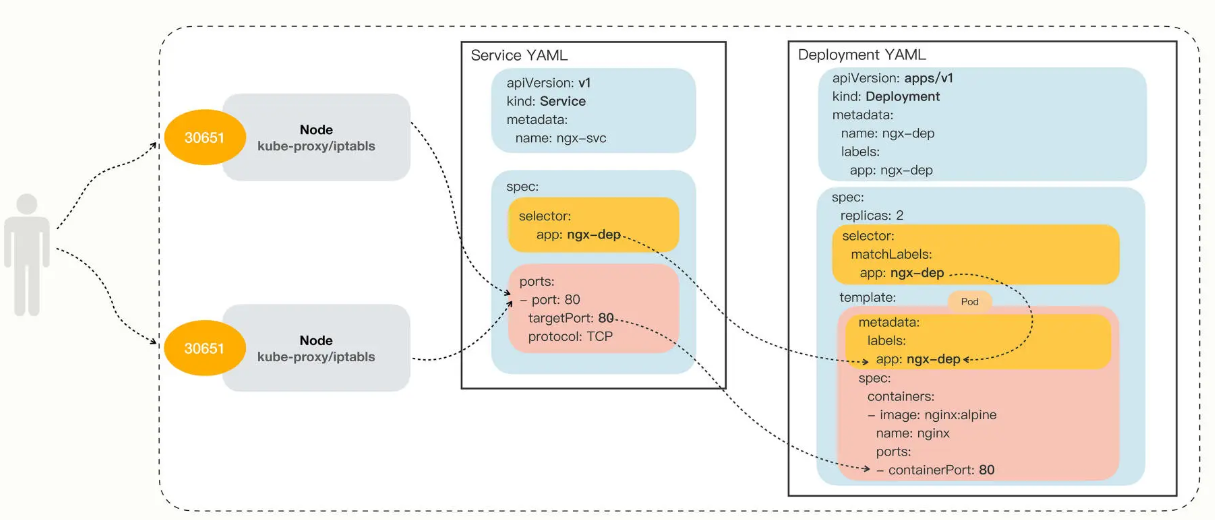 30651
Node
kube-proxy/iptabls
30651
Node
kube-proxy/iptabls
Service YAML
apiVersion: v1
kind: Service
metadata:
name: ngx-svc
spec:
selector:
app: ngx-dep
ports:
- port: 80
targetPort: 80
protocol: TCP
Deployment YAML
apiVersion: apps/v1
kind: Deployment
metadata:
name: ngx-dep
labels:
app: ngx-dep
spec:
replicas: 2
selector:
matchLabels:
app: ngx-dep
template:
Pod
metadata:
labels:
app: ngx-dep
spec:
containers:
- image: nginx:alpine
name: nginx
ports:
- containerPort: 80